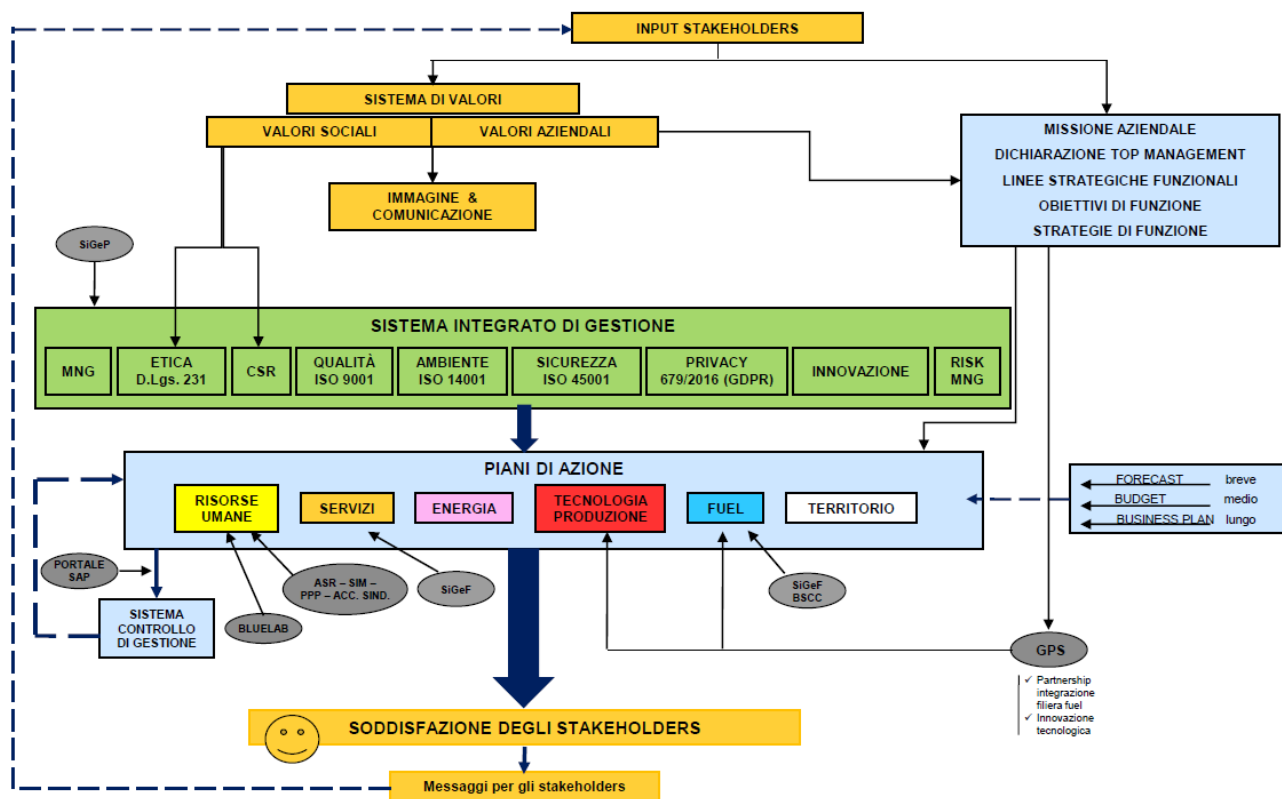 INPUT STAKEHOLDERS
SISTEMA DI VALORI
VALORI SOCIALI
VALORI AZIENDALI
IMMAGINE &
COMUNICAZIONE
MISSIONE AZIENDALE
DICHIARAZIONE TOP MANAGEMENT
LINEE STRATEGICHE FUNZIONALI
OBIETTIVI DI FUNZIONE
STRATEGIE DI FUNZIONE
SiGeP
SISTEMA INTEGRATO DI GESTIONE
MNG
ETICA
D.Lgs. 231
CSR
QUALITÀ
ISO 9001
AMBIENTE
ISO 14001
SICUREZZA
ISO 45001
PRIVACY
679/2016 (GDPR)
INNOVAZIONE
RISK
MNG
PIANI DI AZIONE
RISORSE
UMANE
SERVIZI
ENERGIA
TECNOLOGIA
PRODUZIONE
FUEL
TERRITORIO
FORECAST breve
BUDGET medio
BUSINESS PLAN lungo
PORTALE
SAP
SISTEMA
CONTROLLO
DI GESTIONE
BLUELAB
ASR – SIM –
PPP – ACC. SIND.
SiGeF
SiGeF
BSCC
GPS
✓ Partnership
integrazione
filiera fuel
✓ Innovazione
tecnologica
SODDISFAZIONE DEGLI STAKEHOLDERS
Messaggi per gli stakeholders